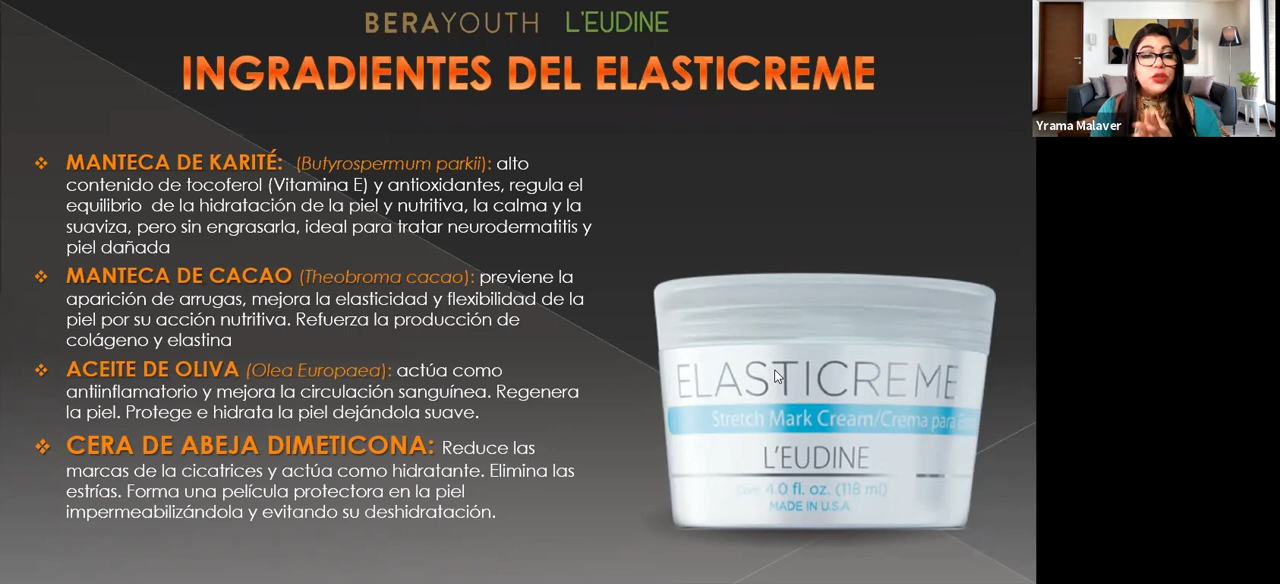 BERAYOUTH L'EUDINE
INGRADIENTES DEL ELASTICREME
Yrama Malaver
❖ MANTECA DE KARITÉ: (Butyrospermum parkii): alto
contenido de tocoferol (Vitamina E) y antioxidantes, regula el
equilibrio de la hidratación de la piel y nutritiva, la calma y la
suaviza, pero sin engrasarla, ideal para tratar neurodermatitis y
piel dañada
❖ MANTECA DE CACAO (Theobroma cacao): previene la
aparición de arrugas, mejora la elasticidad y flexibilidad de la
piel por su acción nutritiva. Refuerza la producción de
colágeno y elastina
❖ ACEITE DE OLIVA (Olea Europaea): actúa como
antiinflamatorio y mejora la circulación sanguínea. Regenera
la piel. Protege e hidrata la piel dejándola suave.
❖ CERA DE ABEJA DIMETICONA: Reduce las
marcas de la cicatrices y actúa como hidratante. Elimina las
estrías. Forma una película protectora en la piel
impermeabilizándola y evitando su deshidratación.
ELASTICREME
Stretch Mark Cream/Crema para
L'EUDINE
4.0 fl. oz. (118 ml)
MADE IN U.S.A